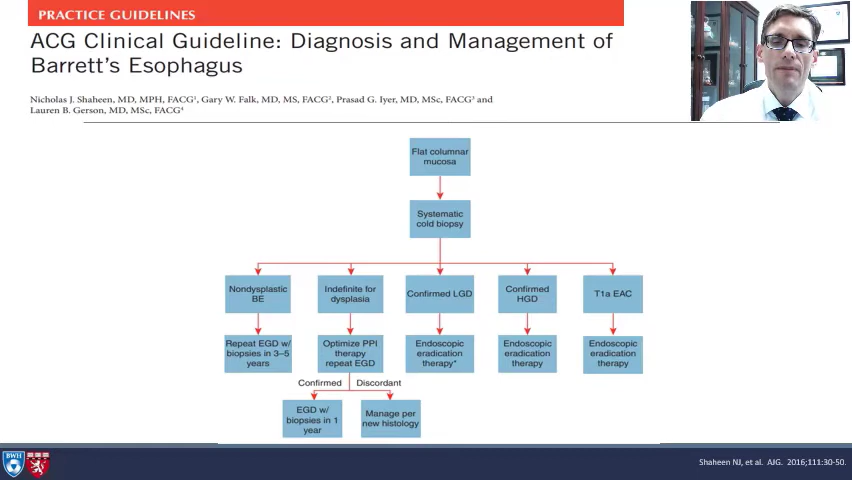 PRACTICE GUIDELINES
ACG Clinical Guideline: Diagnosis and Management of
Barrett's Esophagus
Nicholas J. Shaheen, MD, MPH, FACG1, Gary W. Falk, MD, MS, FACG2, Prasad G. Iyer, MD, MSc, FACG3 and
Lauren B. Gerson, MD, MSc, FACG4
Flat columnar
mucosa
Systematic
cold biopsy
Nondysplastic
BE
Indefinite for
dysplasia
Confirmed LGD
Confirmed
HGD
T1a EAC
Repeat EGD w/
biopsies in 3–5
years
Optimize PPI
therapy
repeat EGD
Endoscopic
eradication
therapy*
Endoscopic
eradication
therapy
Endoscopic
eradication
therapy
Confirmed
Discordant
EGD w/
biopsies in 1
year
Manage per
new histology
BWH
Shaheen NJ, et al. AJG. 2016;111:30-50.